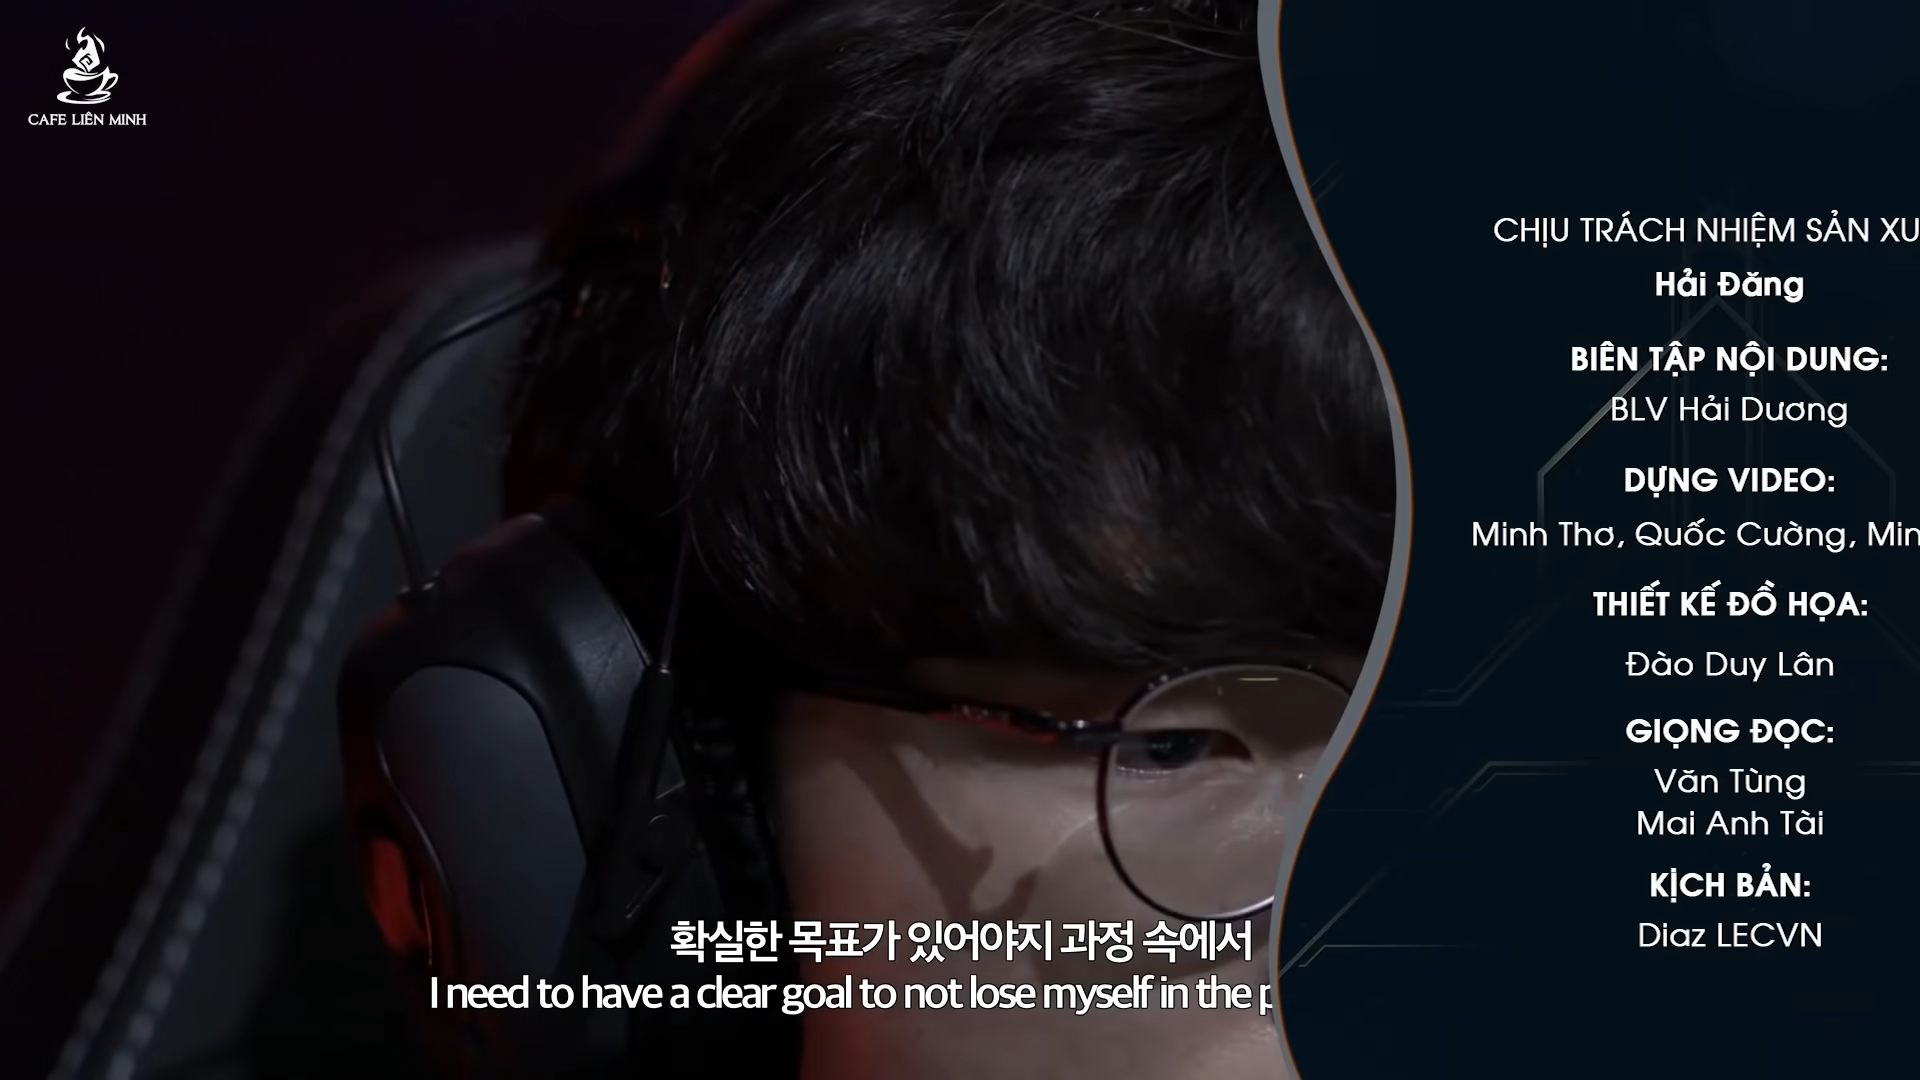 CAFE LIÊN MINH
확실한 목표가 있어야지 과정 속에서
I need to have a clear goal to not lose myself in the
CHỊU TRÁCH NHIỆM SẢN
Hải Đăng
BIÊN TẬP NỘI DUNG:
BLV Hải Dương
DỰNG VIDEO:
Minh Thơ, Quốc Cường,
THIẾT KẾ ĐỒ HỌA:
Đào Duy Lân
GIỌNG ĐỌC:
Văn Tùng
Mai Anh Tài
KỊCH BẢN:
Diaz LECVN